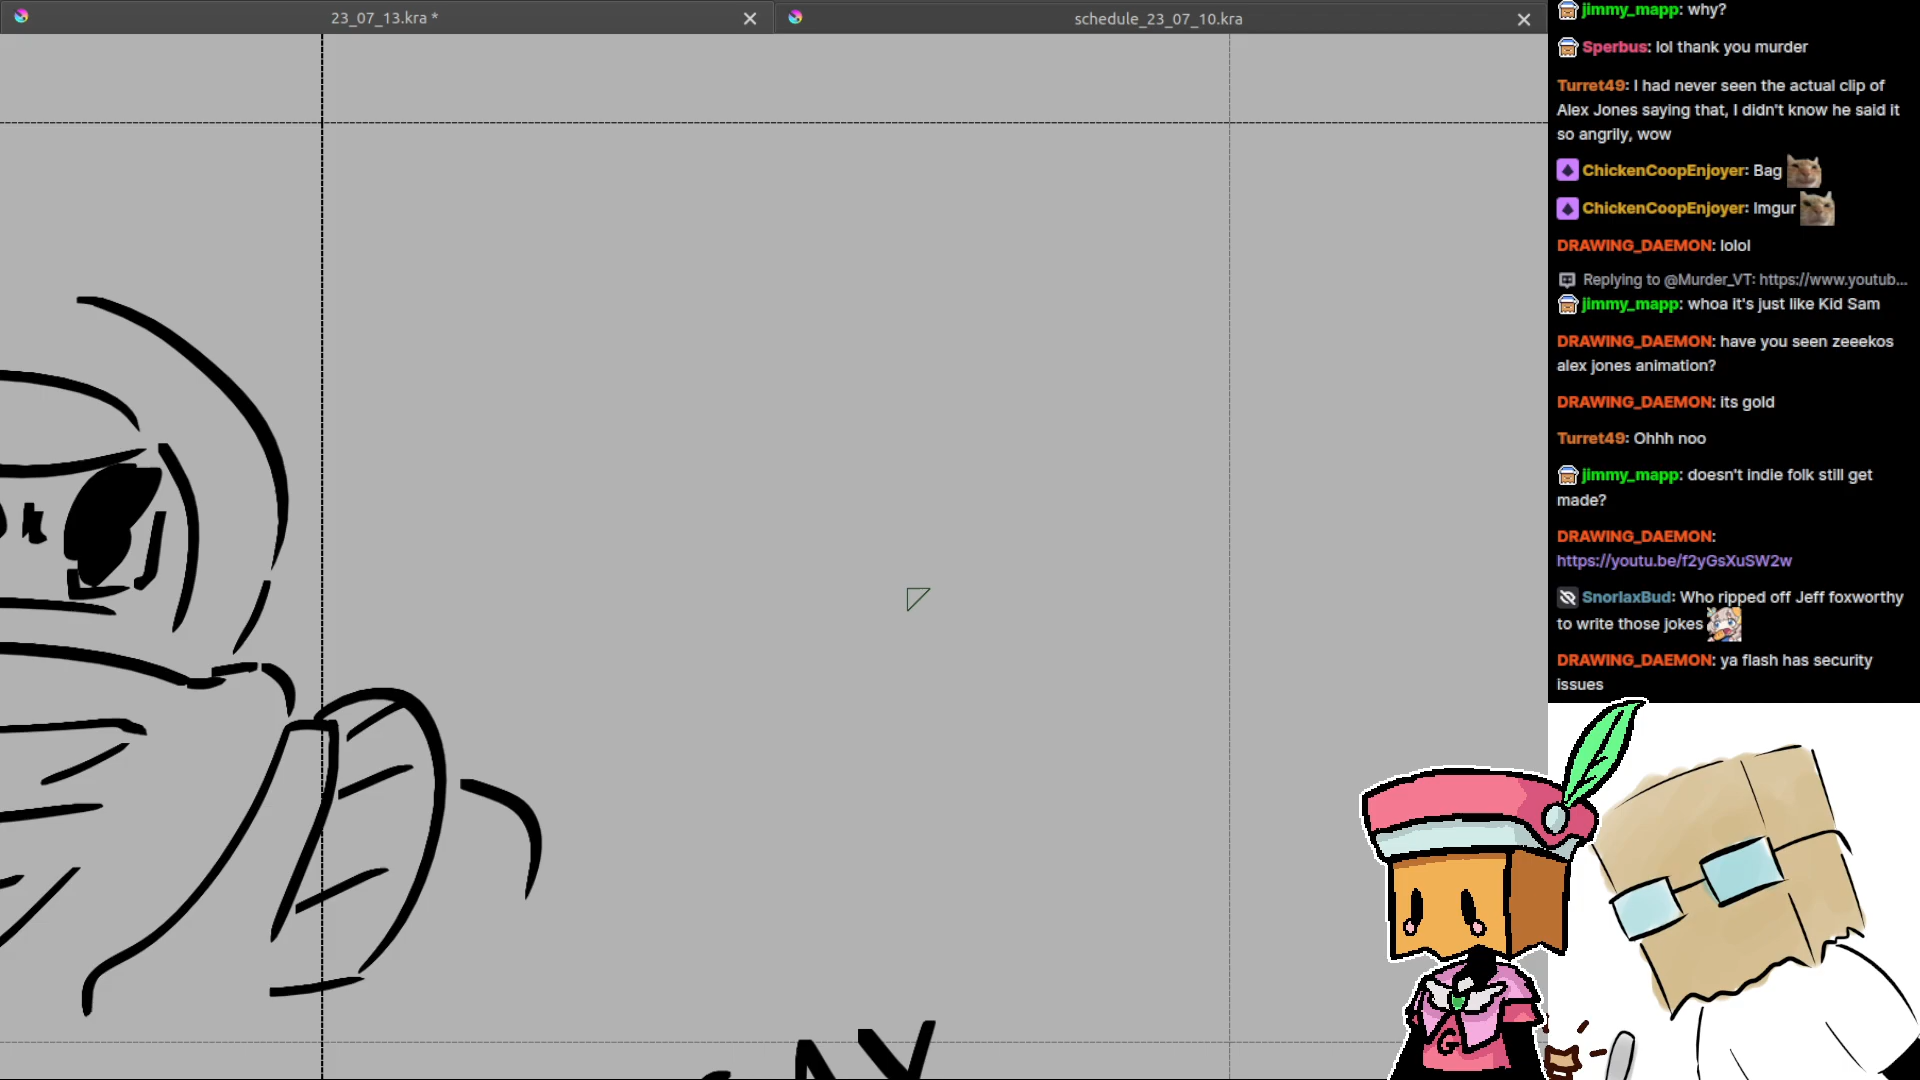 23_07_13.kra *
schedule_23_07_10.kra
jimmy_mapp: why?
Sperbus: lol thank you murder
Turret49: I had never seen the actual clip of
Alex Jones saying that, I didn't know he said it
so angrily, wow
ChickenCoopEnjoyer: Bag
ChickenCoopEnjoyer: Imgur
DRAWING_DAEMON: lolol
Replying to @Murder_VT: https://www.youtub...
jimmy_mapp: whoa it's just like Kid Sam
DRAWING_DAEMON: have you seen zeeekos
alex jones animation?
DRAWING_DAEMON: its gold
Turret49: Ohhh noo
jimmy_mapp: doesn't indie folk still get
made?
DRAWING_DAEMON:
https://youtu.be/f2yGsXuSW2w
SnorlaxBud: Who ripped off Jeff foxworthy
to write those jokes
DRAWING_DAEMON: ya flash has security
issues
G